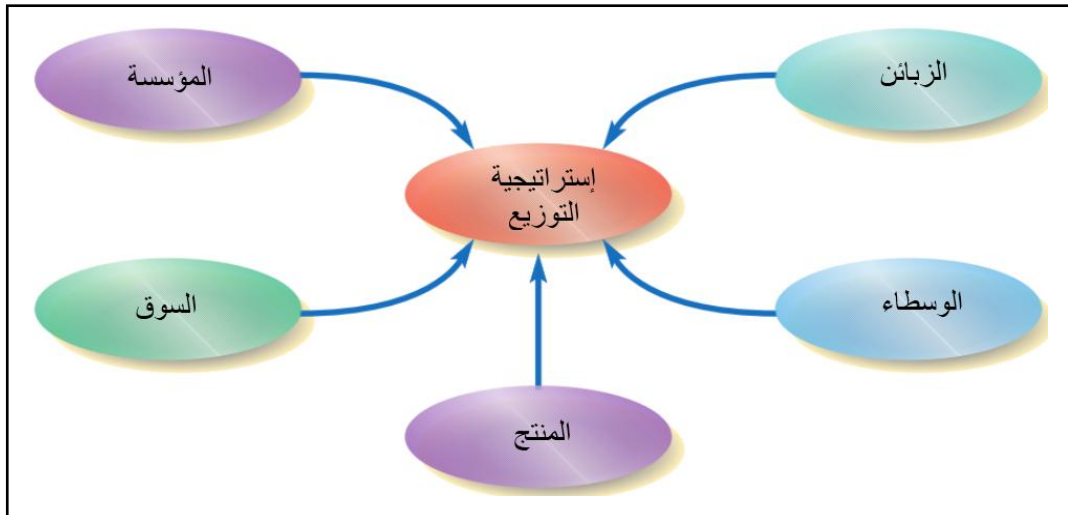 الزبائن
المؤسسة
إستراتيجية
التوزيع
الوسطاء
السوق
المنتج